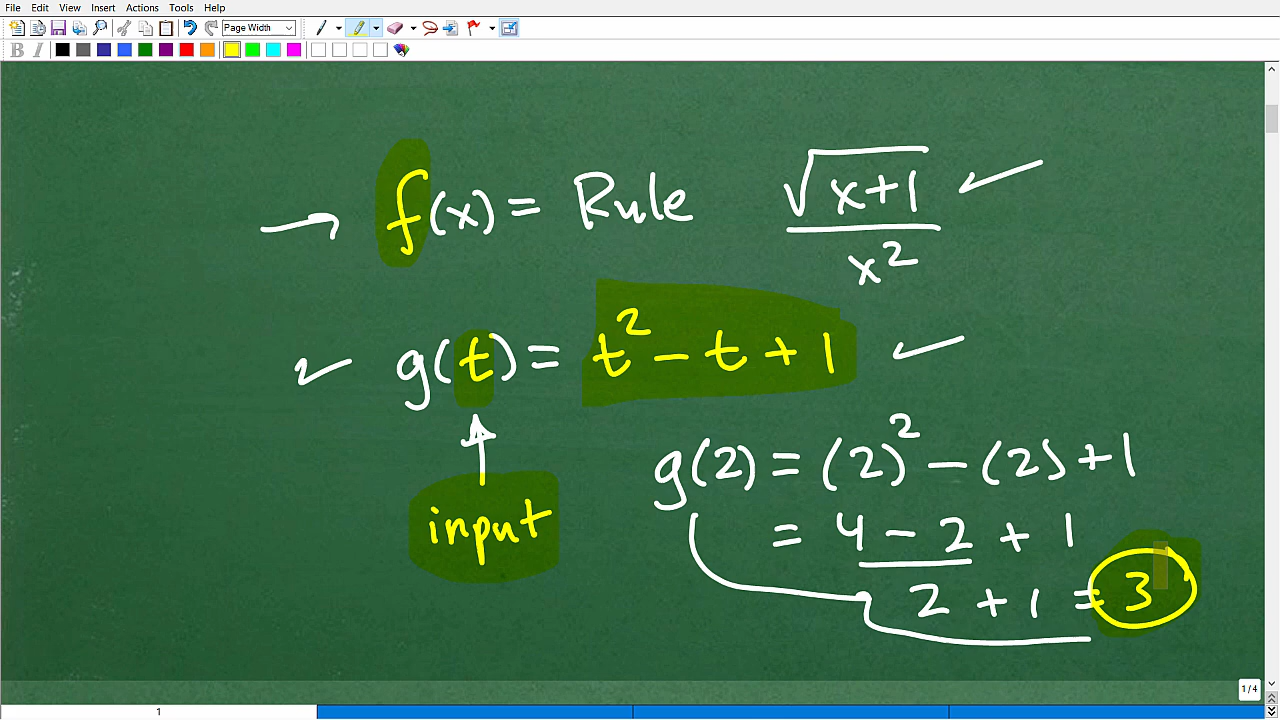 File Edit View Insert Actions Tools Help
Page Width
B I
f(x) = Rule √(x+1) / x²
g(t) = t² - t + 1
input
g(2) = (2)² - (2) + 1
= 4 - 2 + 1
2 + 1 = 3
1/4
1